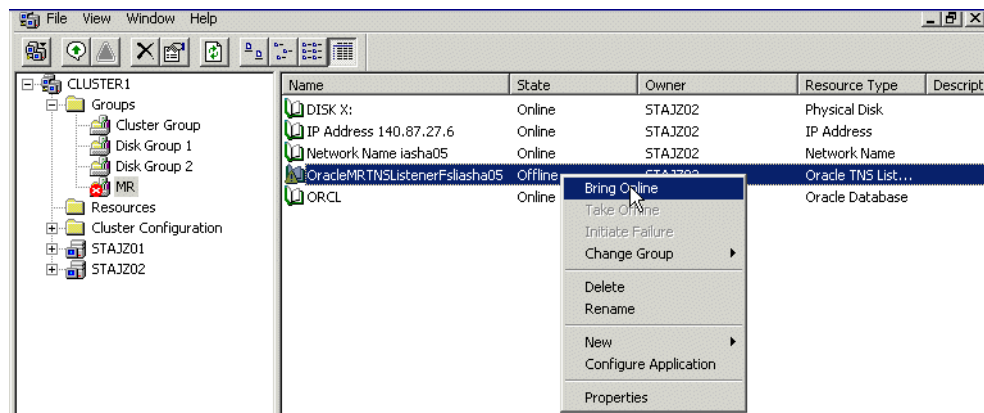 File View Window Help
CLUSTER1
Groups
Cluster Group
Disk Group 1
Disk Group 2
MR
Resources
Cluster Configuration
STAJZ01
STAJZ02
Name State Owner Resource Type Descript
DISK X: Online STAJZ02 Physical Disk
IP Address 140.87.27.6 Online STAJZ02 IP Address
Network Name iasha05 Online STAJZ02 Network Name
OracleMRTNSListenerFsliasha05 Offline STAJZ02 Oracle TNS List...
ORCL Online Oracle Database
Bring Online
Take Offline
Initiate Failure
Change Group
Delete
Rename
New
Configure Application
Properties